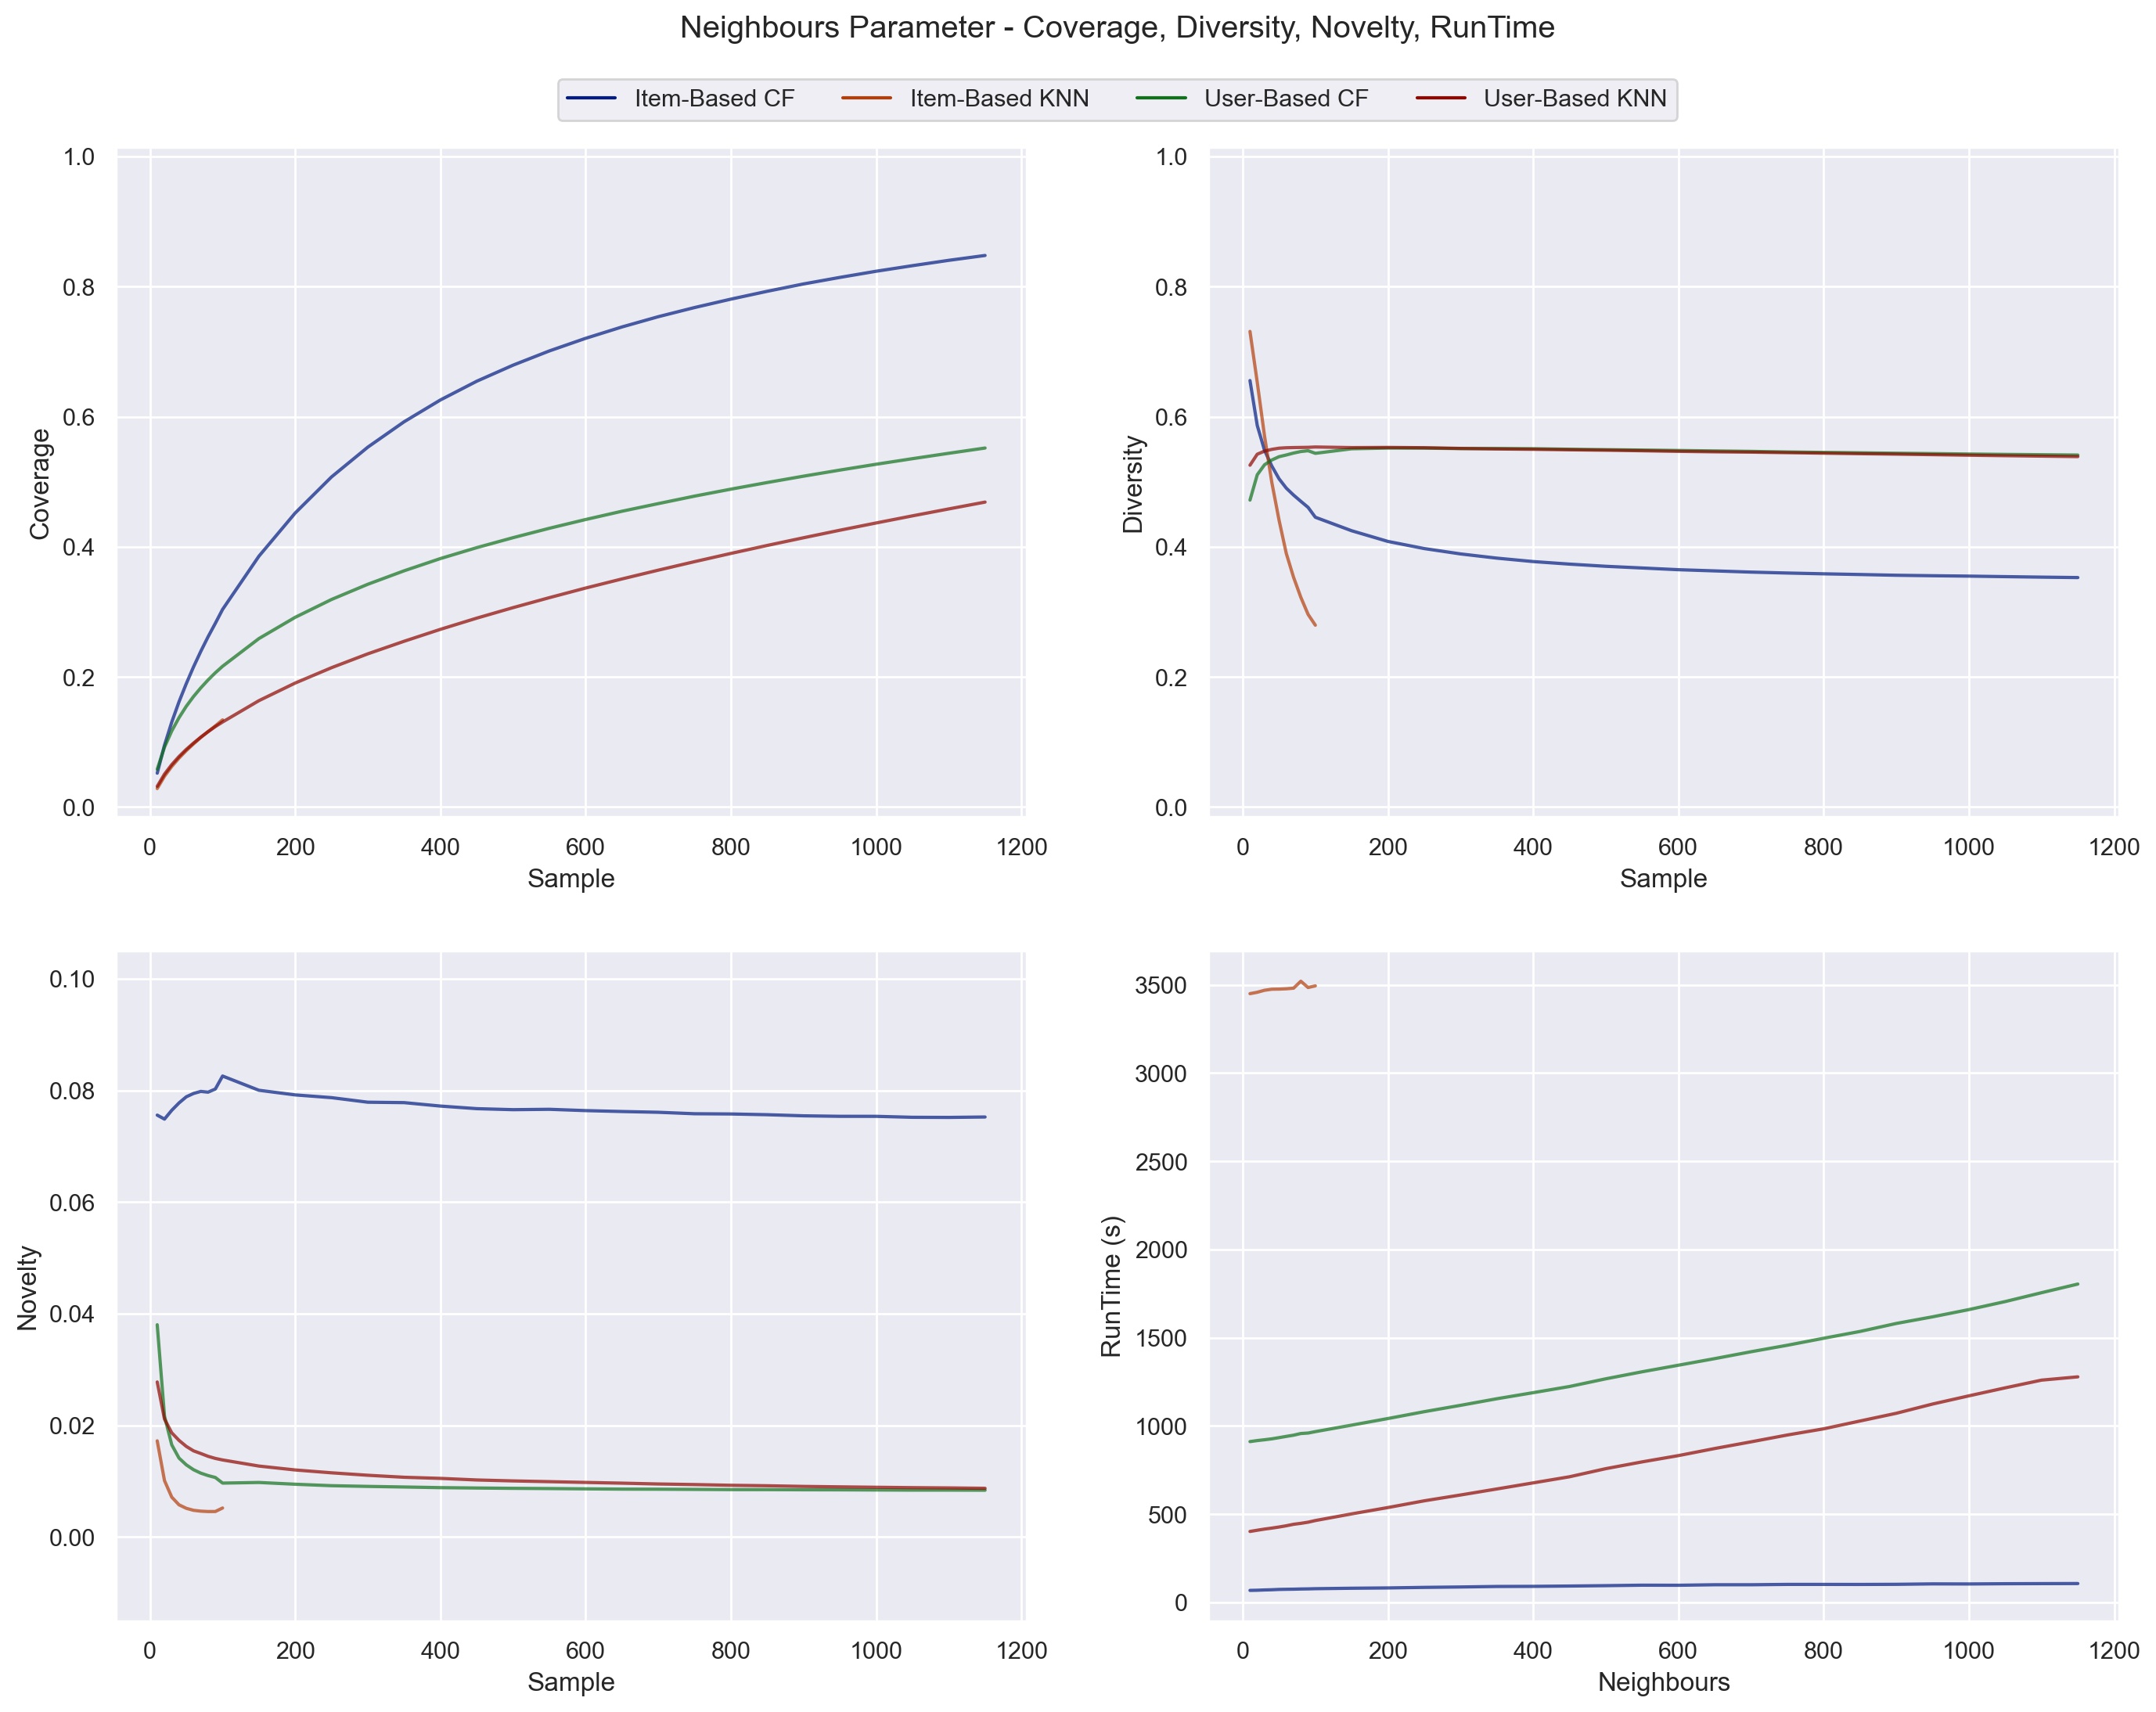 Neighbours Parameter - Coverage, Diversity, Novelty, RunTime
Item-Based CF Item-Based KNN User-Based CF User-Based KNN
Coverage
1.0
0.8
0.6
0.4
0.2
0.0
0 200 400 600 800 1000 1200
Sample
Diversity
1.0
0.8
0.6
0.4
0.2
0.0
0 200 400 600 800 1000 1200
Sample
Novelty
0.10
0.08
0.06
0.04
0.02
0.00
0 200 400 600 800 1000 1200
Sample
RunTime (s)
3500
3000
2500
2000
1500
1000
500
0
0 200 400 600 800 1000 1200
Neighbours